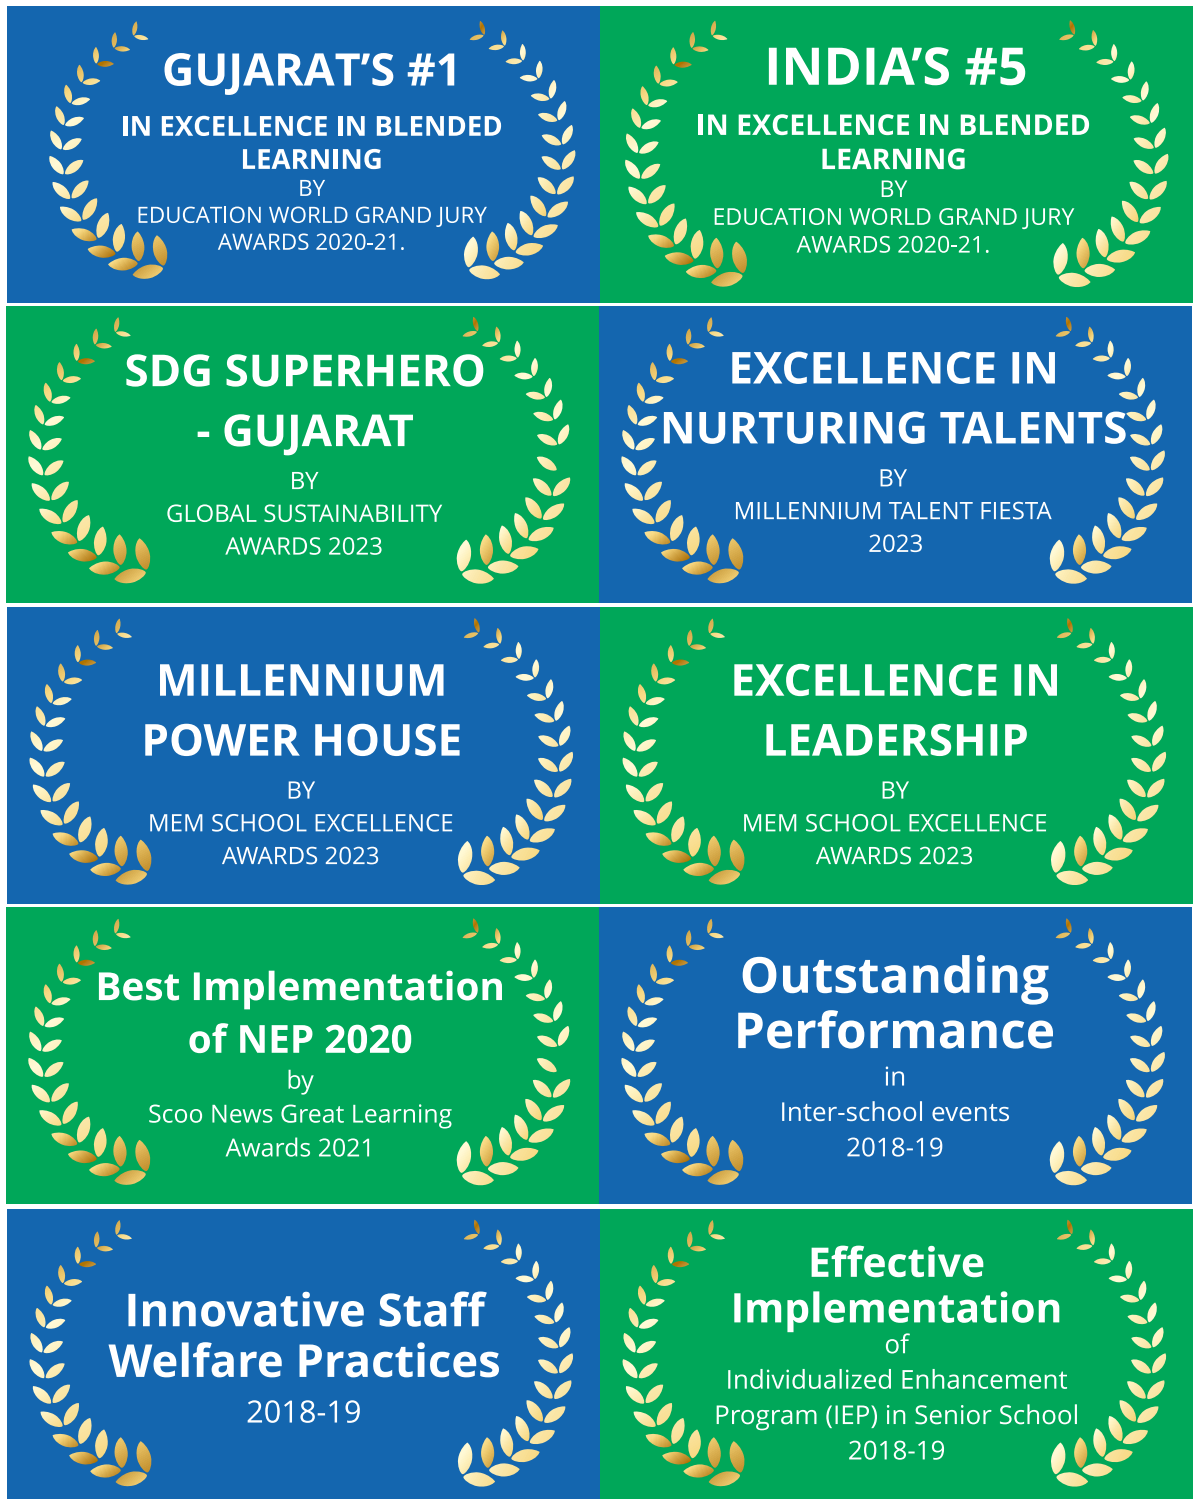 GUJARAT'S #1
IN EXCELLENCE IN BLENDED
LEARNING
BY
EDUCATION WORLD GRAND JURY
AWARDS 2020-21.
INDIA'S #5
IN EXCELLENCE IN BLENDED
LEARNING
BY
EDUCATION WORLD GRAND JURY
AWARDS 2020-21.
SDG SUPERHERO
- GUJARAT
BY
GLOBAL SUSTAINABILITY
AWARDS 2023
EXCELLENCE IN
NURTURING TALENTS
BY
MILLENNIUM TALENT FIESTA
2023
MILLENNIUM
POWER HOUSE
BY
MEM SCHOOL EXCELLENCE
AWARDS 2023
EXCELLENCE IN
LEADERSHIP
BY
MEM SCHOOL EXCELLENCE
AWARDS 2023
Best Implementation
of NEP 2020
by
Scoo News Great Learning
Awards 2021
Outstanding
Performance
in
Inter-school events
2018-19
Innovative Staff
Welfare Practices
2018-19
Effective
Implementation
of
Individualized Enhancement
Program (IEP) in Senior School
2018-19